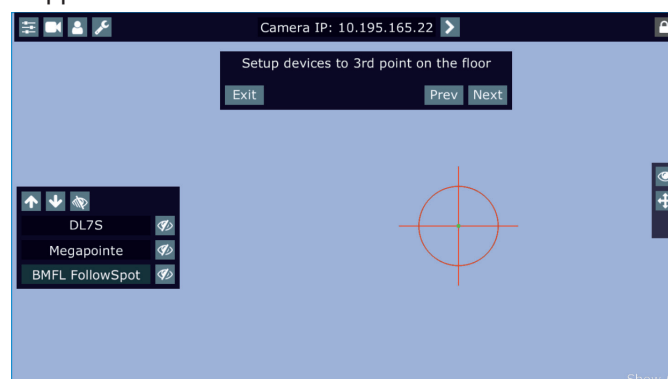 Camera IP: 10.195.165.22
Setup devices to 3rd point on the floor
Exit Prev Next
DL7S
Megapointe
BMFL FollowSpot